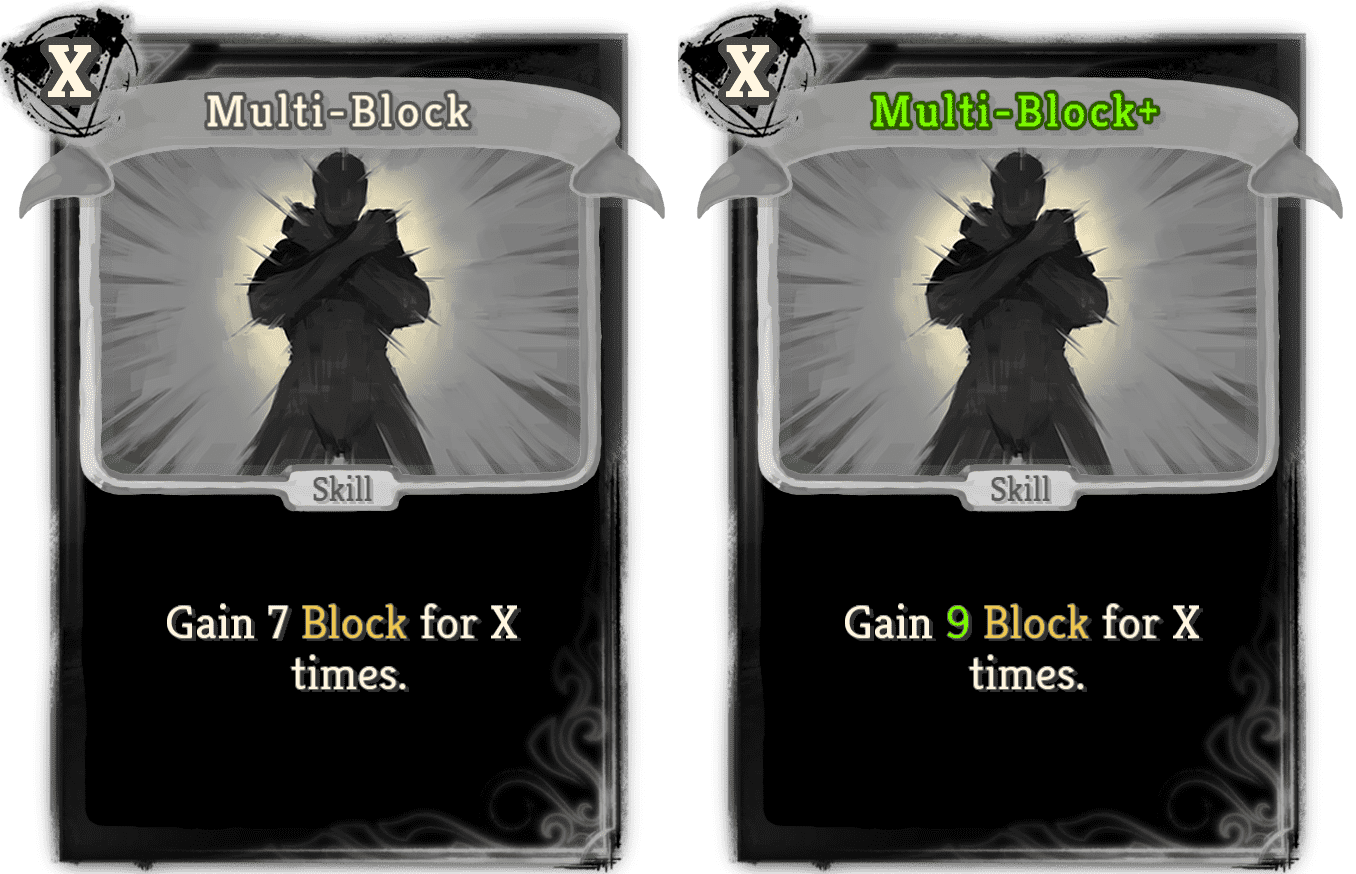 X
Multi-Block
Skill
Gain 7 Block for X
times.
X
Multi-Block+
Skill
Gain 9 Block for X
times.